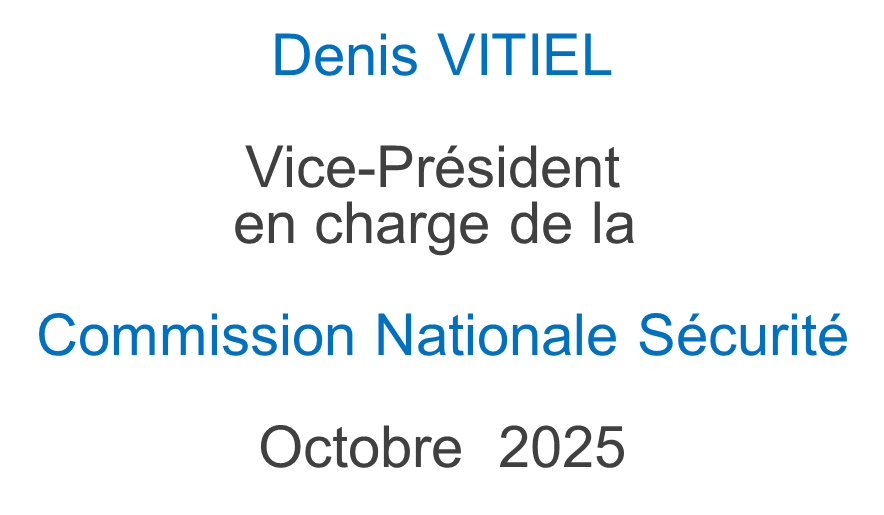 Denis VITIEL
Vice-Président
en charge de la
Commission Nationale Sécurité
Octobre  2025